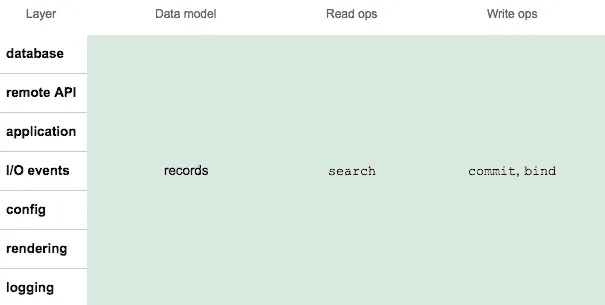 Layer Data model Read ops Write ops
database
remote API
application
I/O events records search commit, bind
config
rendering
logging